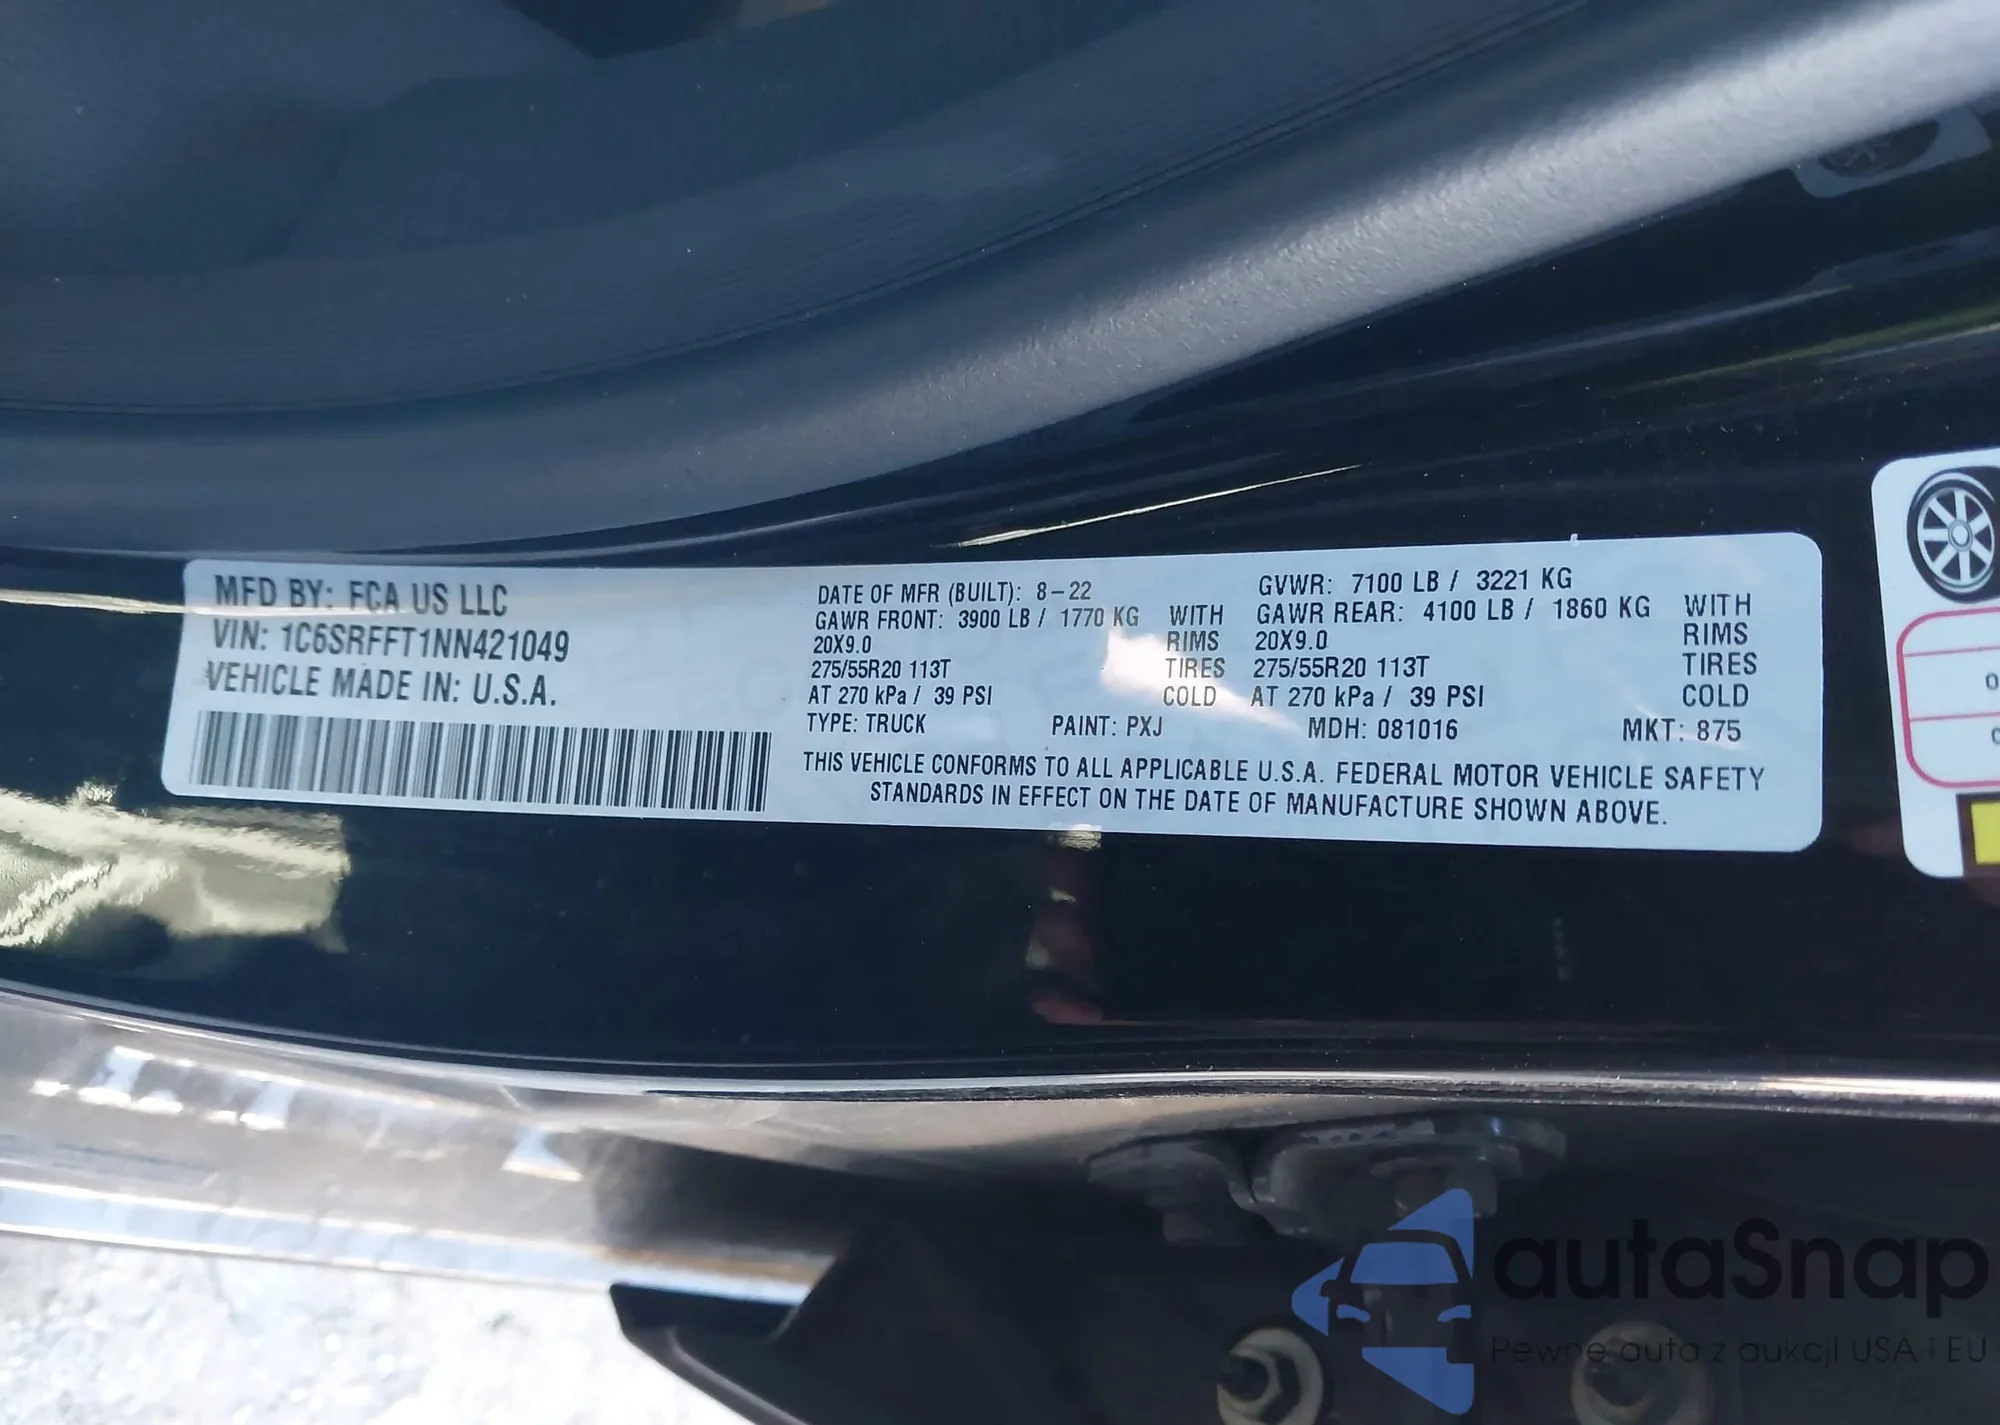 MFD BY: FCA US LLC
VIN: 1C6SRFFT1NN421049
VEHICLE MADE IN: U.S.A.
DATE OF MFR (BUILT): 8-22 GVWR: 7100 LB / 3221 KG
GAWR FRONT: 3900 LB / 1770 KG WITH GAWR REAR: 4100 LB / 1860 KG WITH
20X9.0 RIMS 20X9.0 RIMS
275/55R20 113T TIRES 275/55R20 113T TIRES
AT 270 kPa / 39 PSI COLD AT 270 kPa / 39 PSI COLD
TYPE: TRUCK PAINT: PXJ MDH: 081016 MKT: 875
THIS VEHICLE CONFORMS TO ALL APPLICABLE U.S.A. FEDERAL MOTOR VEHICLE SAFETY
STANDARDS IN EFFECT ON THE DATE OF MANUFACTURE SHOWN ABOVE.
autaSnap
Pewne auta z aukcji USA i EU